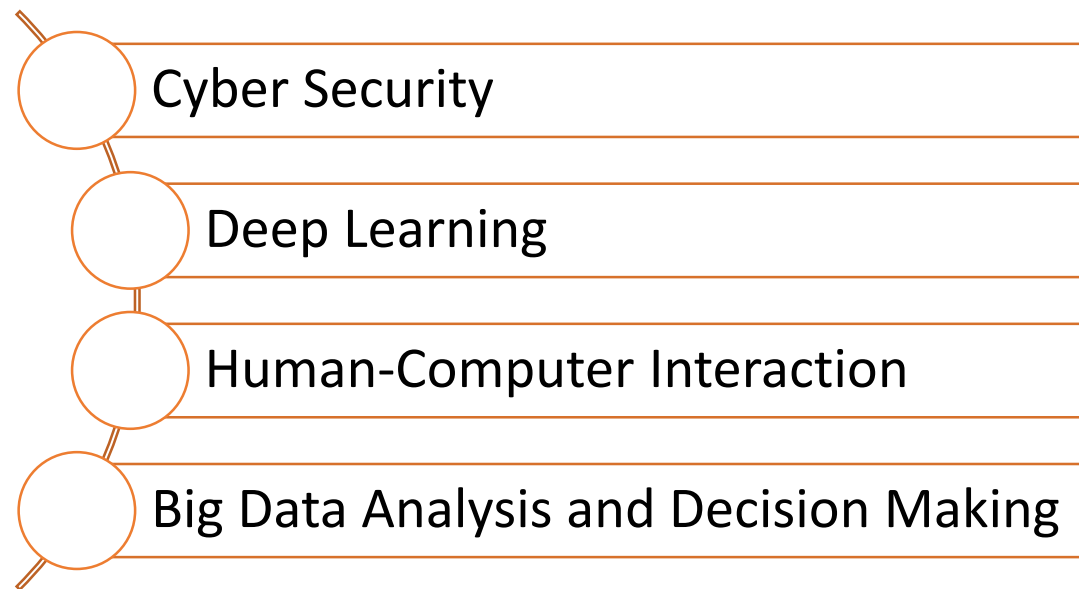 Cyber Security
Deep Learning
Human-Computer Interaction
Big Data Analysis and Decision Making